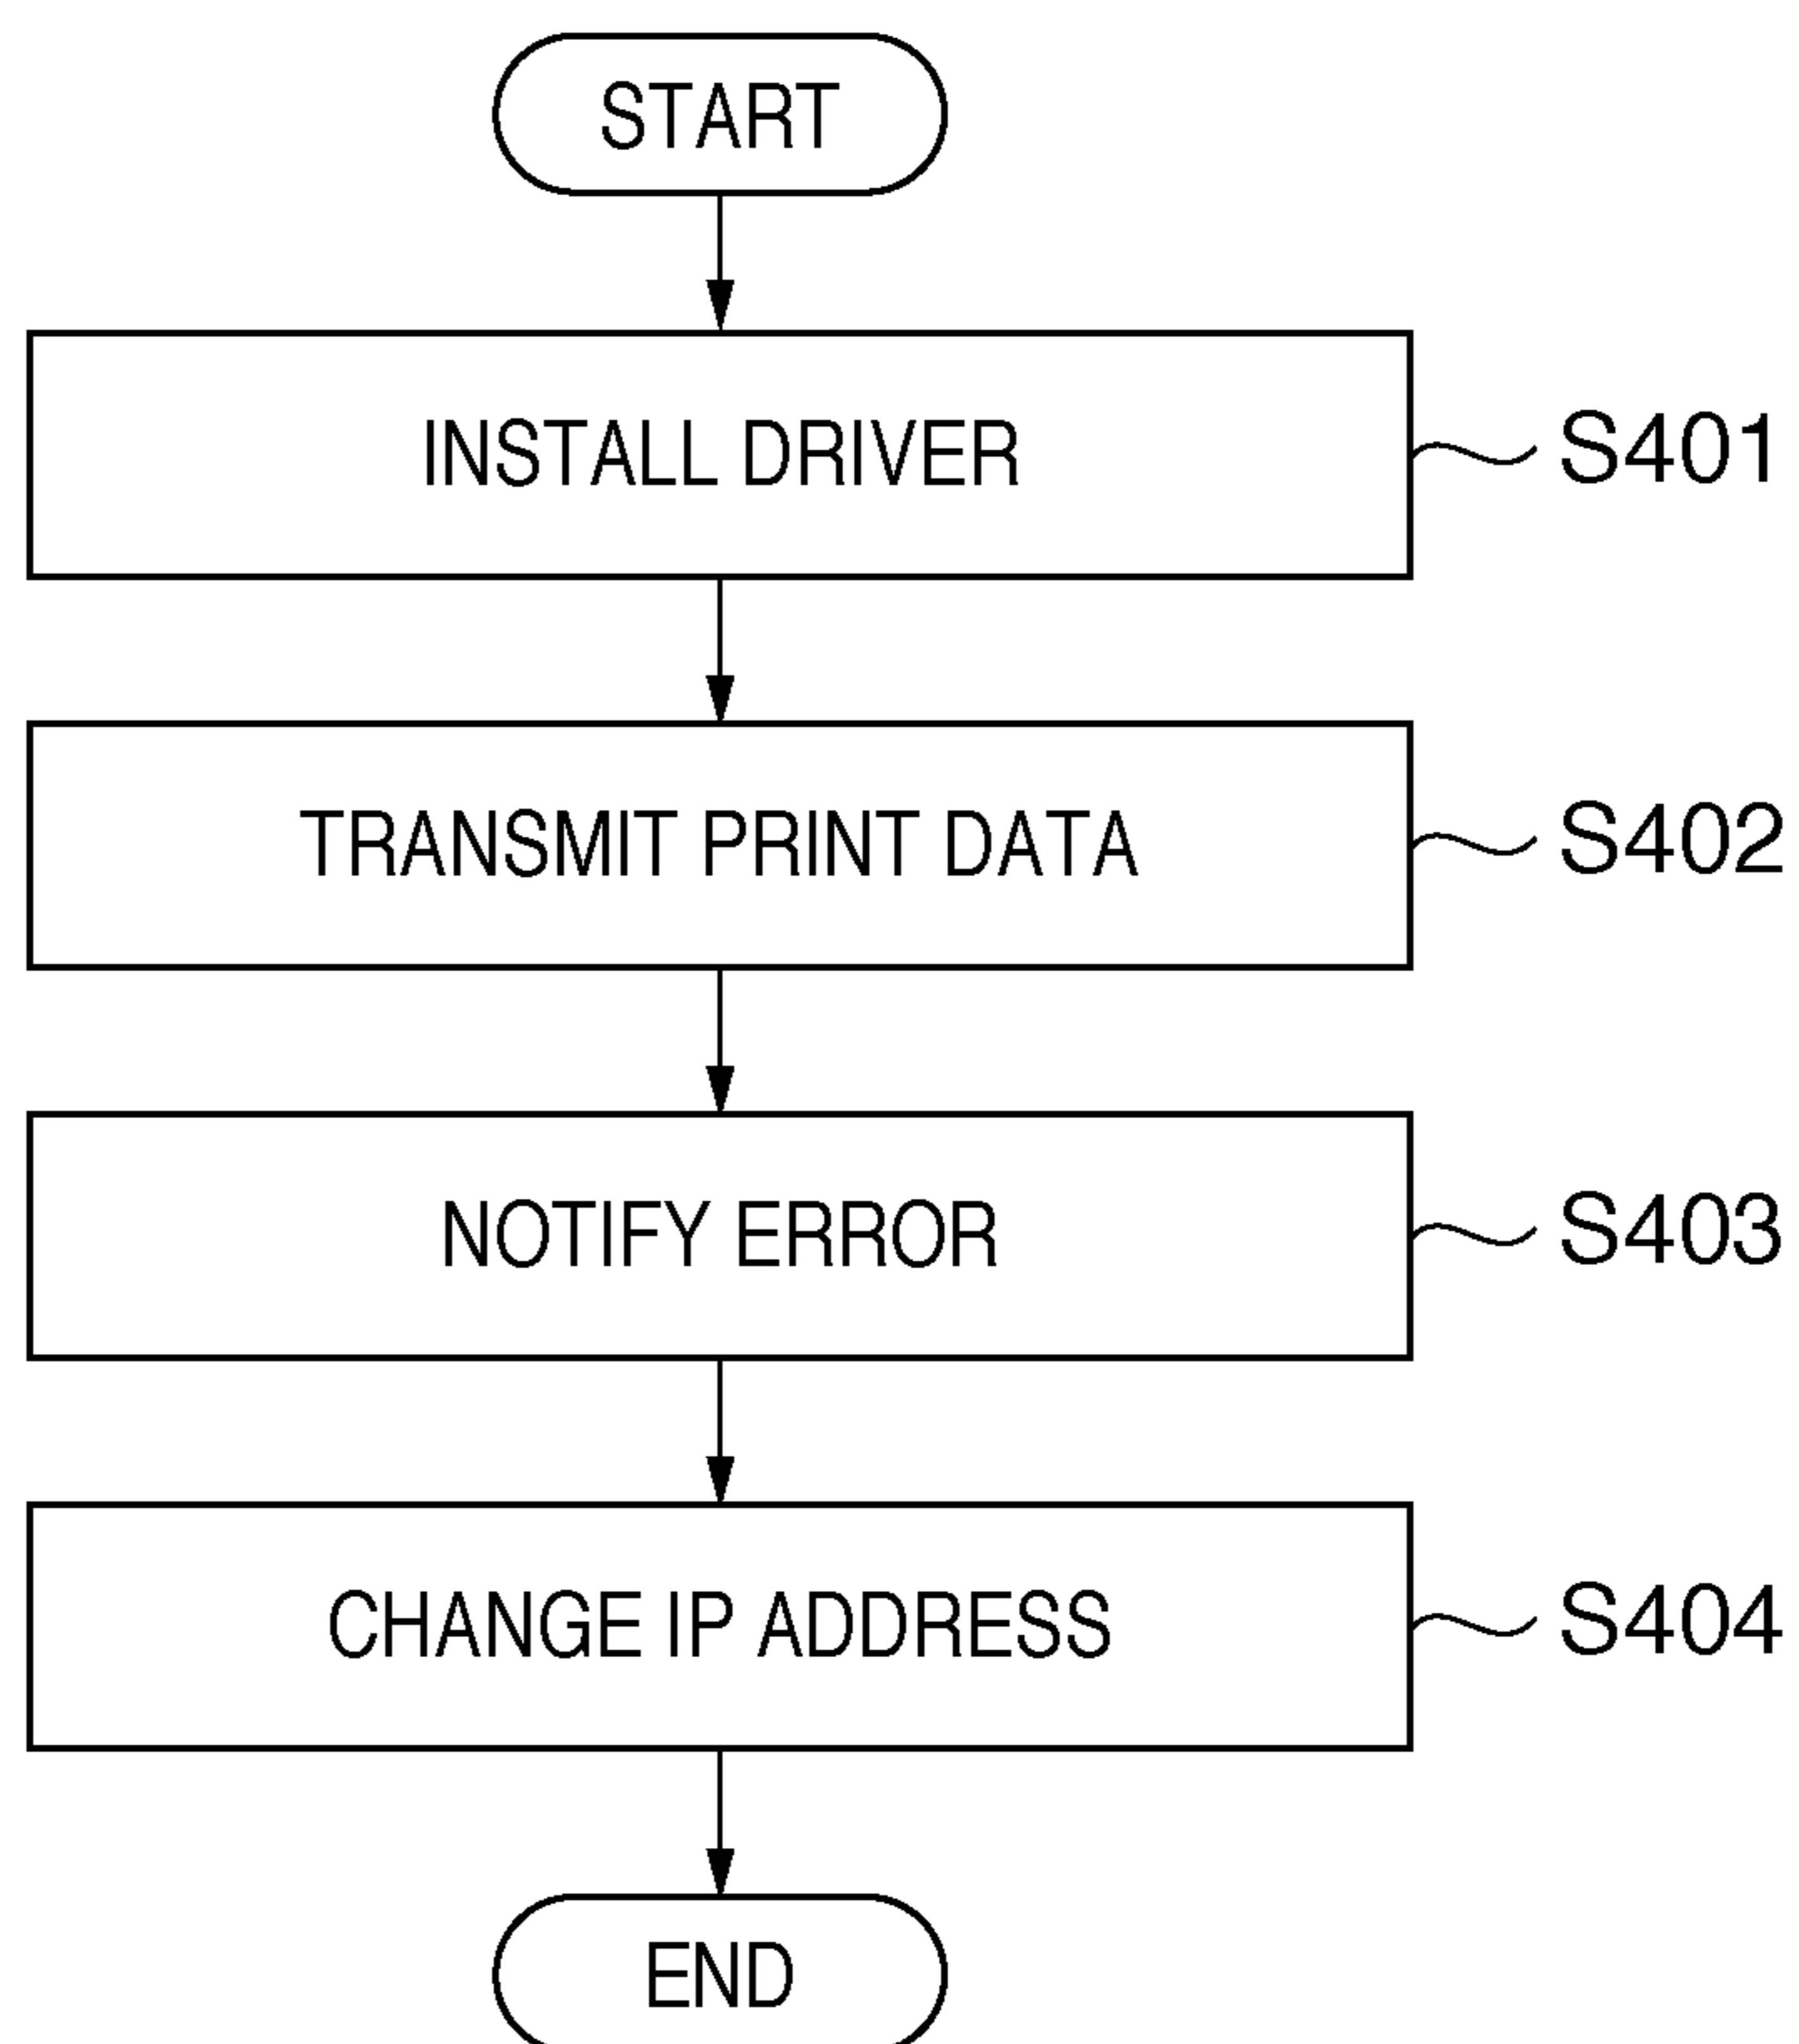 START
INSTALL DRIVER
S401
TRANSMIT PRINT DATA
S402
NOTIFY ERROR
S403
CHANGE IP ADDRESS
S404
END